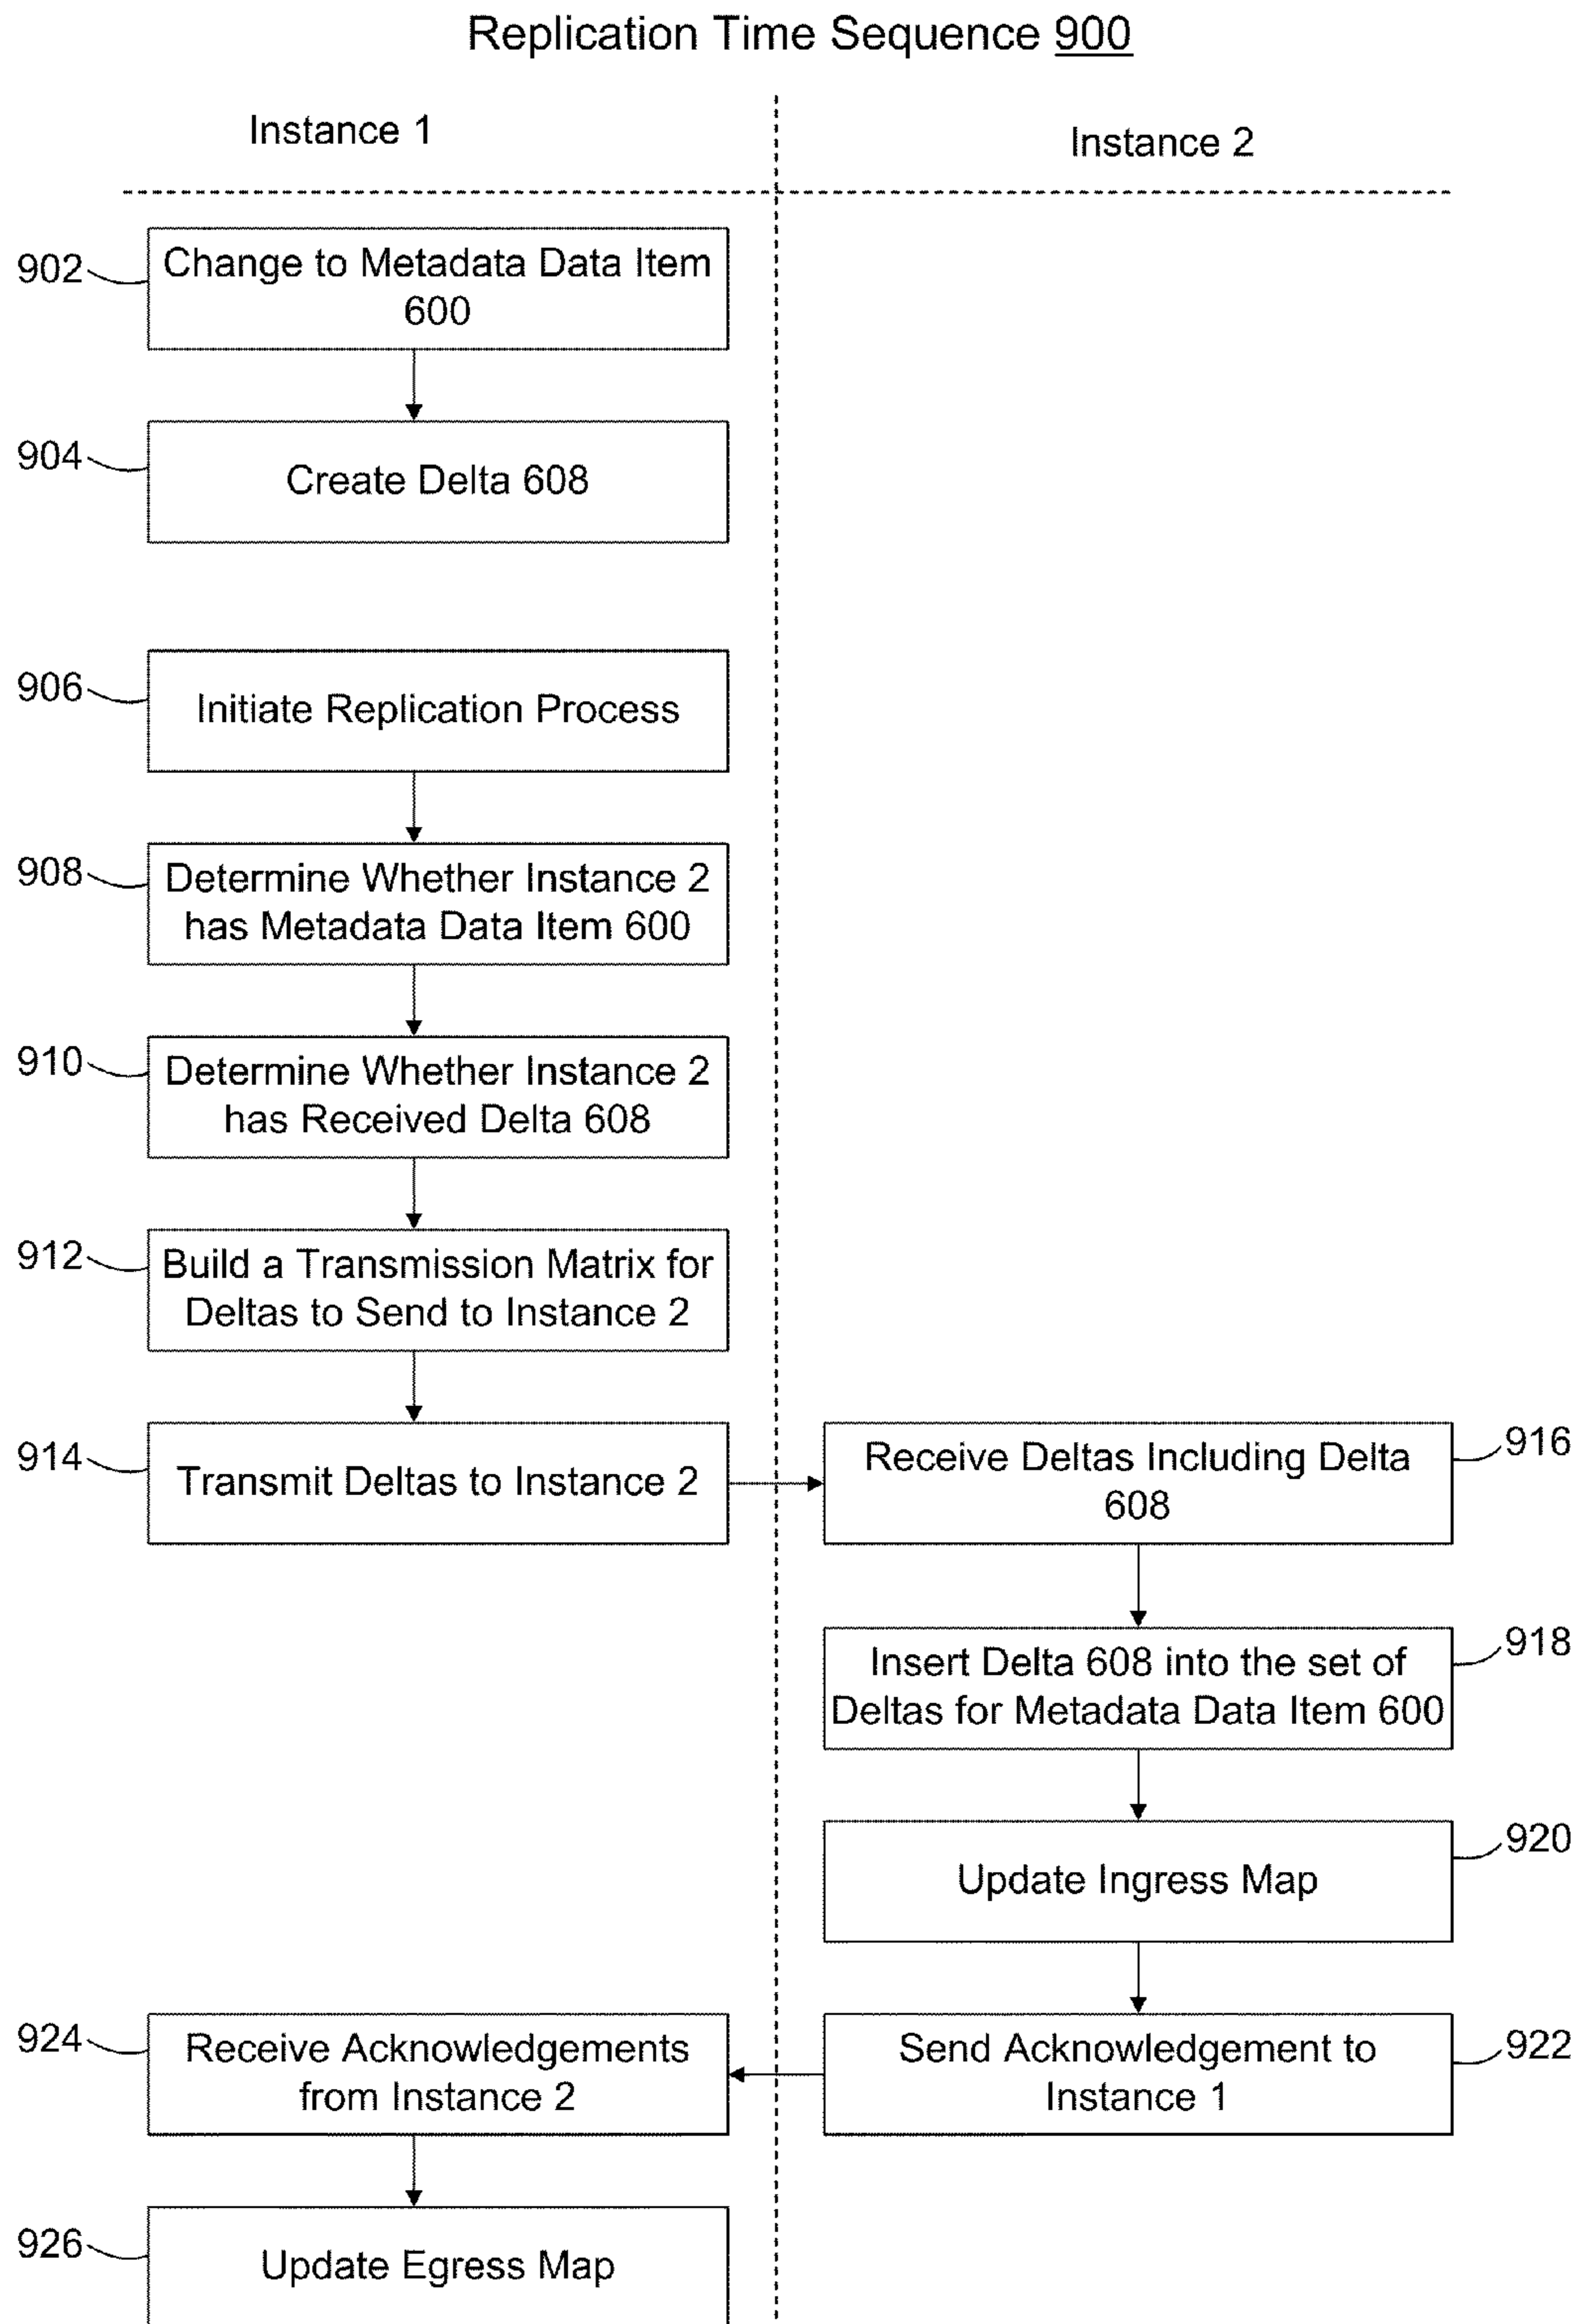 Replication Time Sequence 900
Instance 1
Instance 2
902
Change to Metadata Data Item
600
904
Create Delta 608
906
Initiate Replication Process
908
Determine Whether Instance 2
has Metadata Data Item 600
910
Determine Whether Instance 2
has Received Delta 608
912
Build a Transmission Matrix for
Deltas to Send to Instance 2
914
Transmit Deltas to Instance 2
Receive Deltas Including Delta
608
916
Insert Delta 608 into the set of
Deltas for Metadata Data Item 600
918
Update Ingress Map
920
Send Acknowledgement to
Instance 1
922
924
Receive Acknowledgements
from Instance 2
926
Update Egress Map